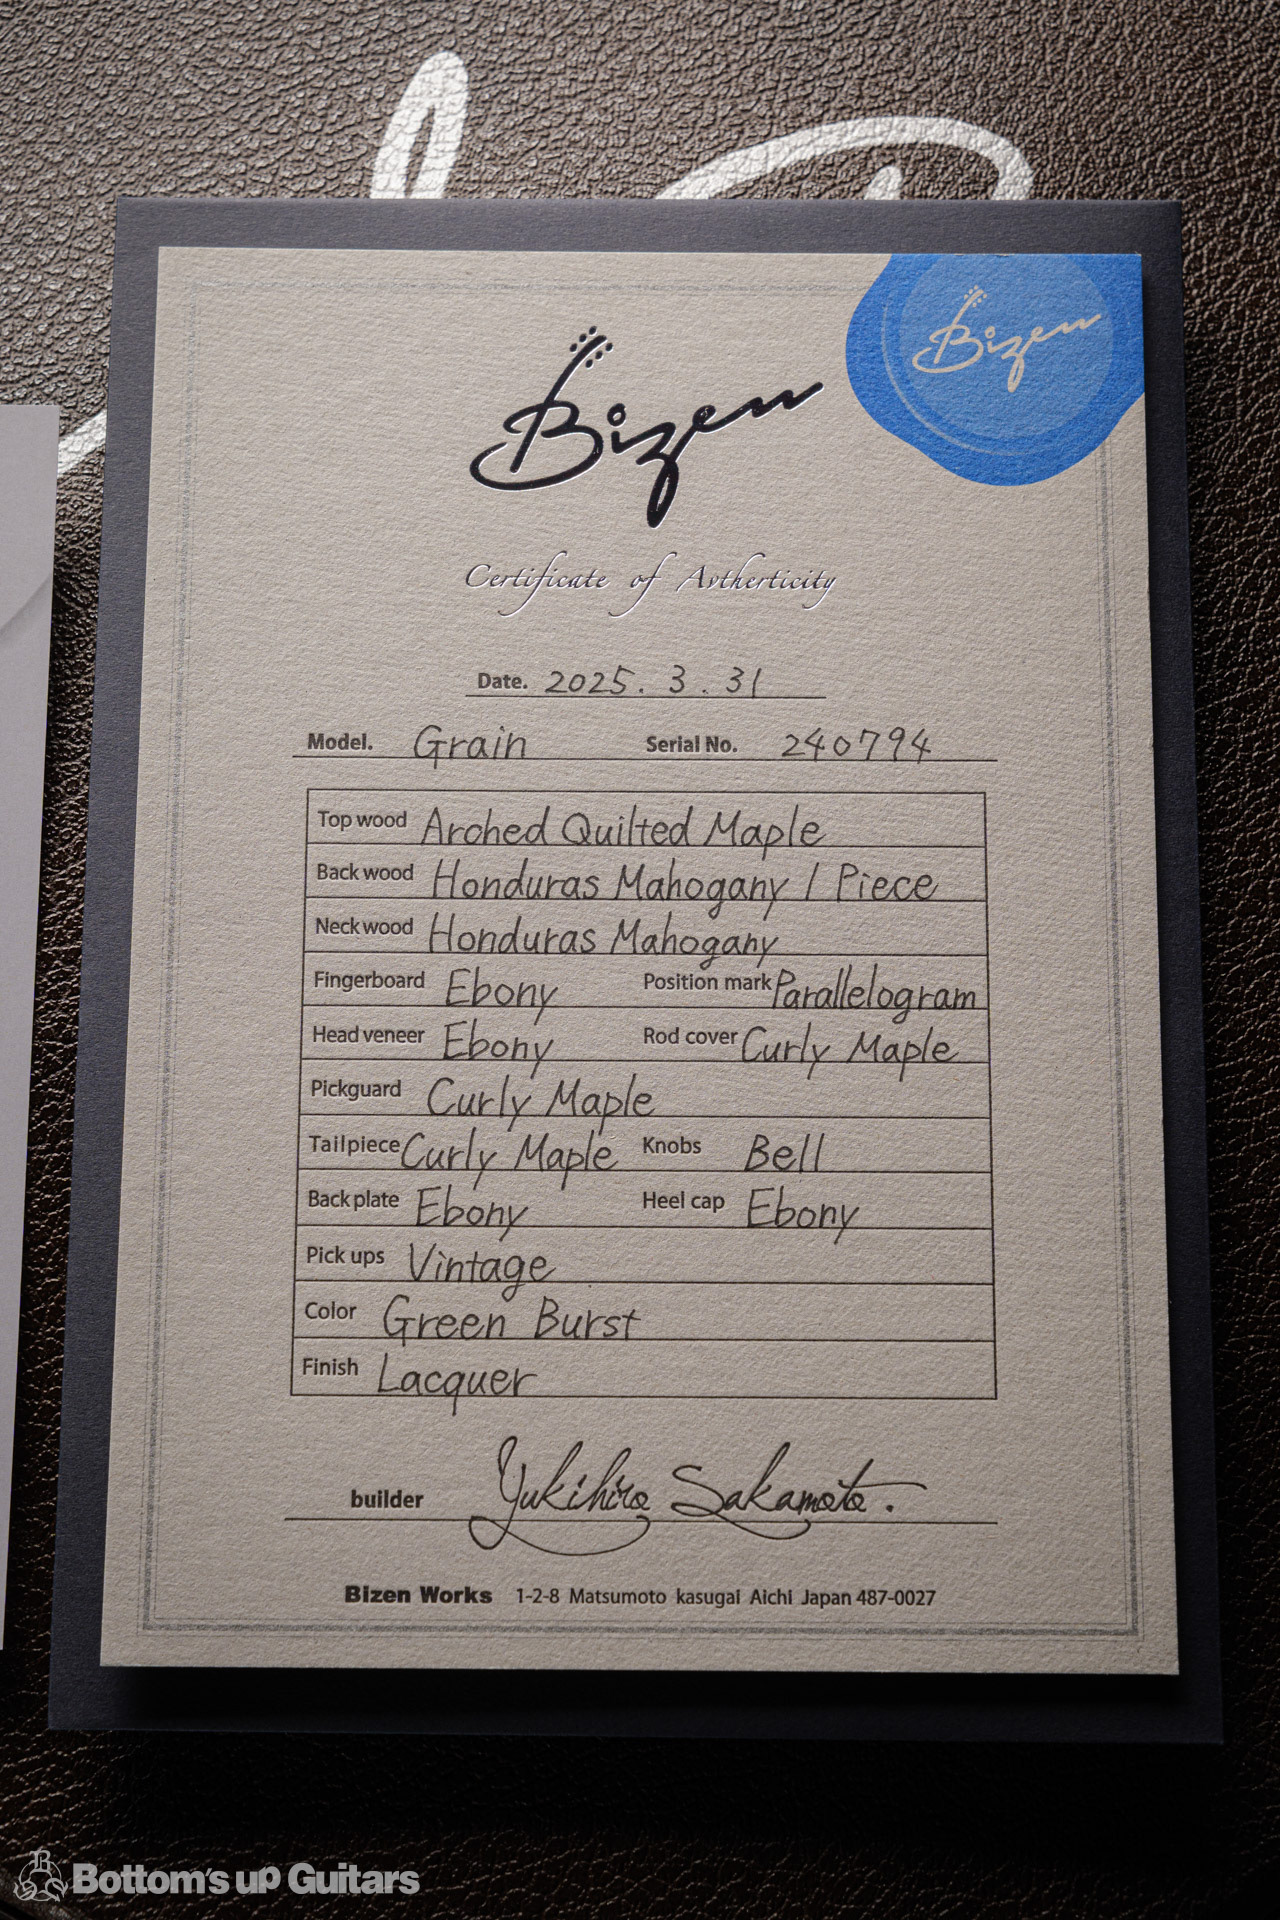 Bizen
Bizen
Certificate of Avtherticity
Date. 2025. 3. 31
Model. Grain Serial No. 240794
Top wood Arched Quilted Maple
Back wood Honduras Mahogany 1 Piece
Neck wood Honduras Mahogany
Fingerboard Ebony Position mark Parallelogram
Head veneer Ebony Rod cover Curly Maple
Pickguard Curly Maple
Tailpiece Curly Maple Knobs Bell
Back plate Ebony Heel cap Ebony
Pick ups Vintage
Color Green Burst
Finish Lacquer
builder Yukihiro Sakamoto.
Bizen Works 1-2-8 Matsumoto kasugai Aichi Japan 487-0027
Bottom's up Guitars